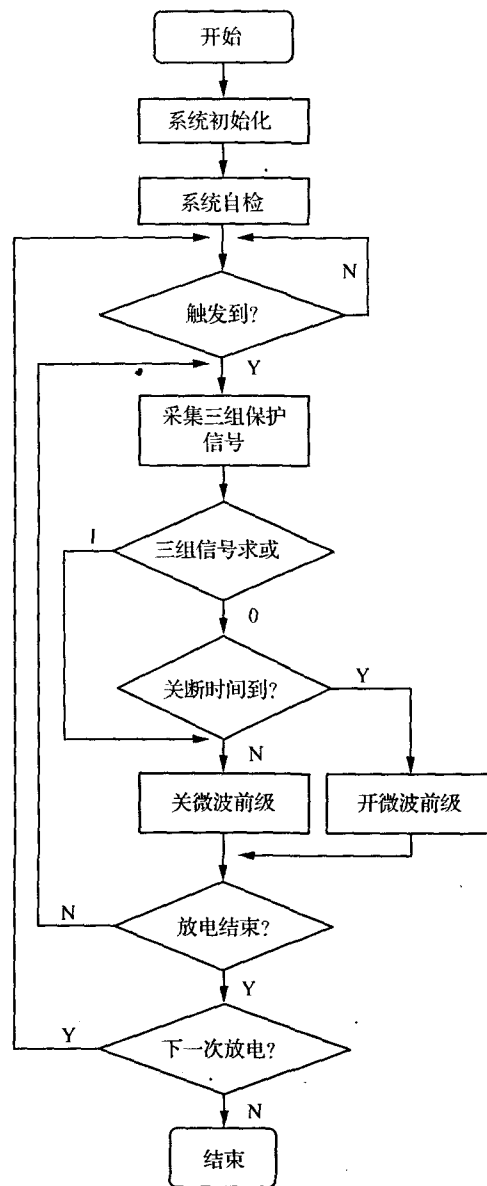 开始
系统初始化
系统自检
N
触发到?
Y
采集三组保护
信号
1
三组信号求或
0
关断时间到?
Y
N
关微波前级
开微波前级
N
放电结束?
Y
Y
下一次放电?
N
结束